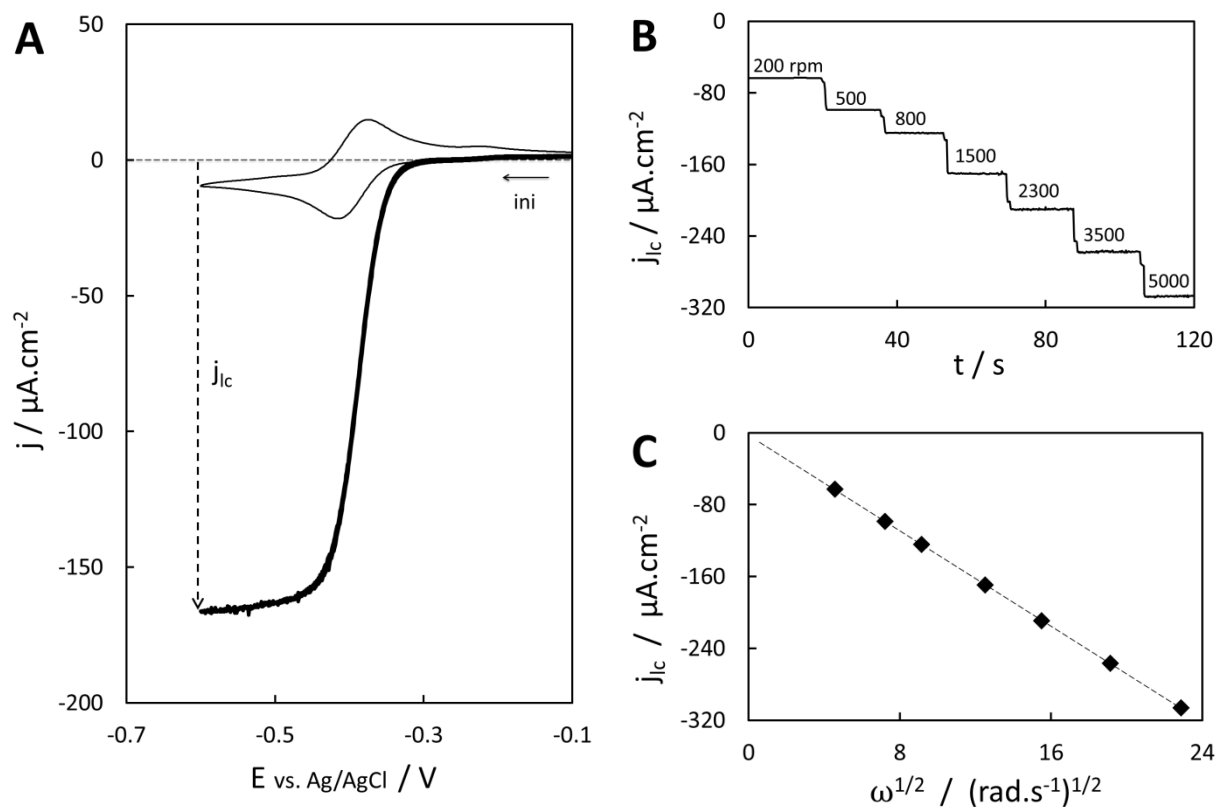 A
50
0
-50
-100
-150
-200
j / µA.cm-2
jlc
ini
-0.7
-0.5
-0.3
-0.1
E vs. Ag/AgCl / V
B
0
-80
-160
-240
-320
jlc / µA.cm-2
200 rpm
500
800
1500
2300
3500
5000
0
40
80
120
t / s
C
0
-80
-160
-240
-320
jlc / µA.cm-2
0
8
16
24
ω1/2 / (rad.s-1)1/2